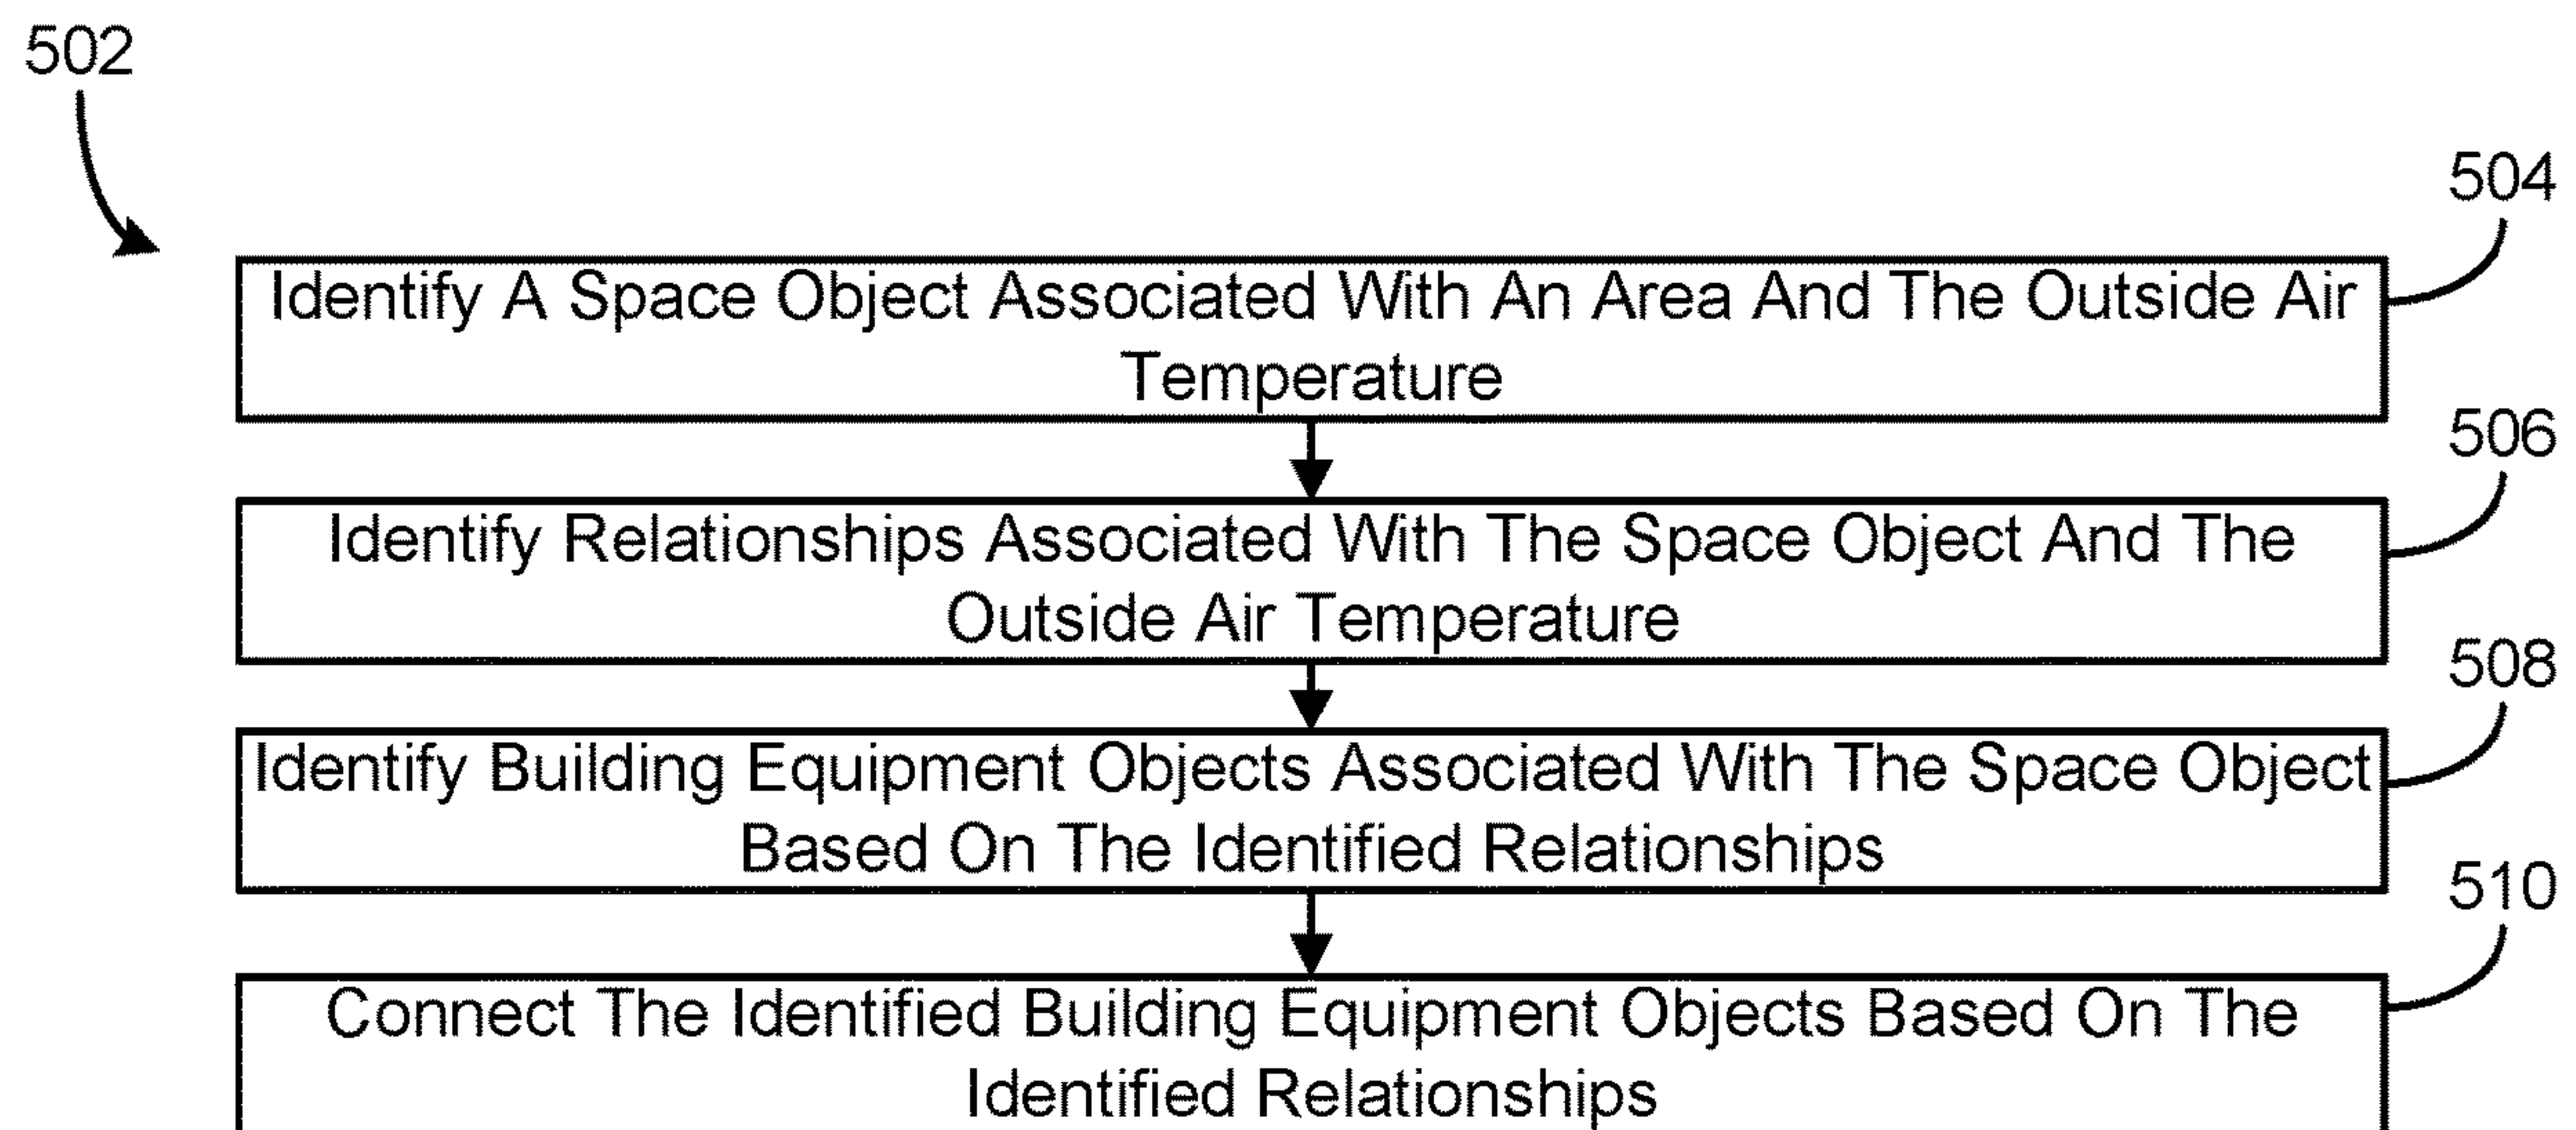 502
504
Identify A Space Object Associated With An Area And The Outside Air
Temperature
506
Identify Relationships Associated With The Space Object And The
Outside Air Temperature
508
Identify Building Equipment Objects Associated With The Space Object
Based On The Identified Relationships
510
Connect The Identified Building Equipment Objects Based On The
Identified Relationships